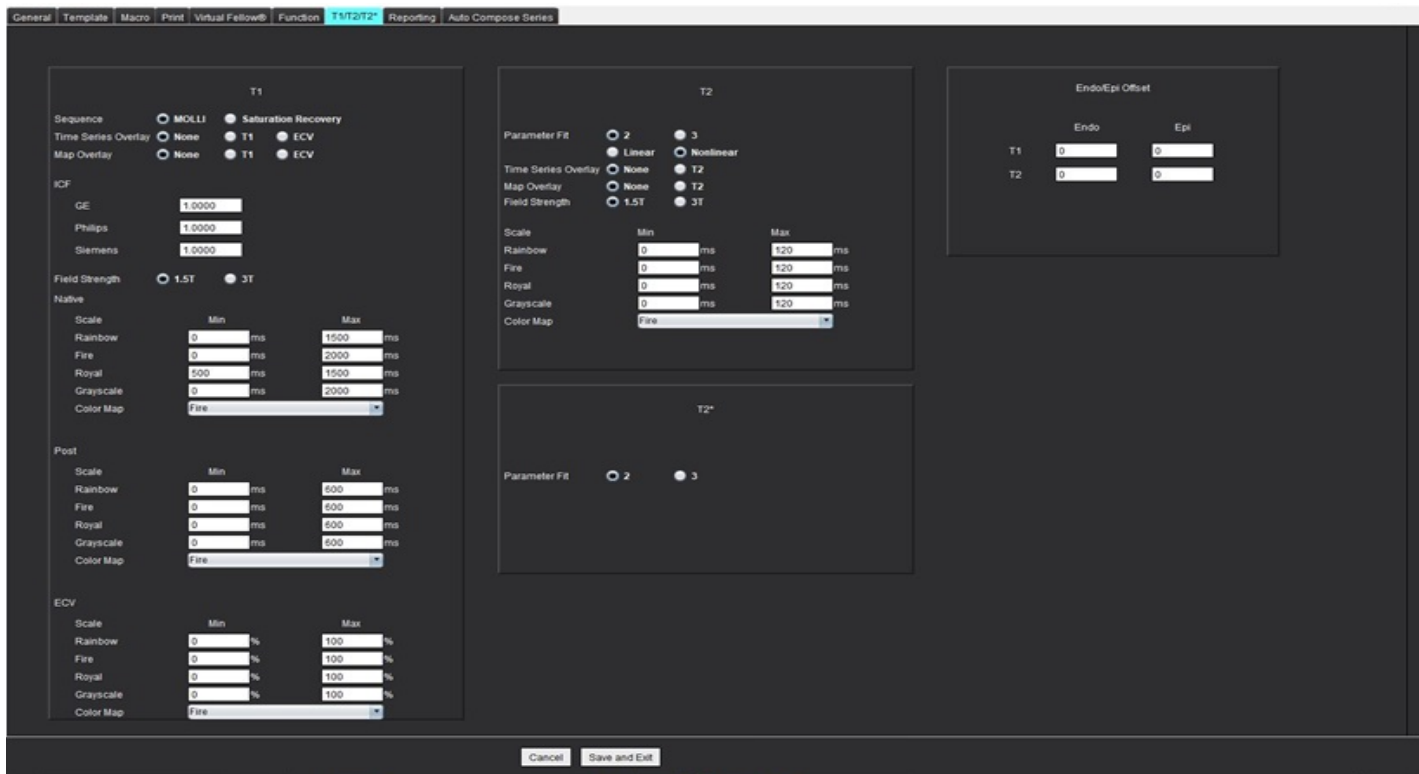 General Template Macro Print Virtual Fellow® Function T1/T2/T2* Reporting Auto Compose Series
T1
Sequence MOLLI Saturation Recovery
Time Series Overlay None T1 ECV
Map Overlay None T1 ECV
ICF
GE 1.0000
Philips 1.0000
Siemens 1.0000
Field Strength 1.5T 3T
Native
Scale Min Max
Rainbow 0 ms 1500 ms
Fire 0 ms 2000 ms
Royal 500 ms 1500 ms
Grayscale 0 ms 2000 ms
Color Map Fire
Post
Scale Min Max
Rainbow 0 ms 600 ms
Fire 0 ms 600 ms
Royal 0 ms 600 ms
Grayscale 0 ms 600 ms
Color Map Fire
ECV
Scale Min Max
Rainbow 0 % 100 %
Fire 0 % 100 %
Royal 0 % 100 %
Grayscale 0 % 100 %
Color Map Fire
T2
Parameter Fit 2 3
Linear Nonlinear
Time Series Overlay None T2
Map Overlay None T2
Field Strength 1.5T 3T
Scale Min Max
Rainbow 0 ms 120 ms
Fire 0 ms 120 ms
Royal 0 ms 120 ms
Grayscale 0 ms 120 ms
Color Map Fire
T2*
Parameter Fit 2 3
Endo/Epi Offset
Endo Epi
T1 0 0
T2 0 0
Cancel Save and Exit